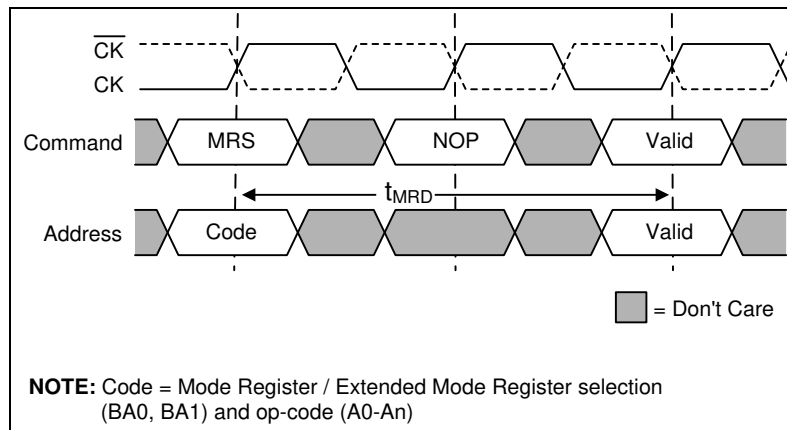 C̅K̅
CK
Command MRS NOP Valid
tMRD
Address Code Valid
= Don't Care
NOTE: Code = Mode Register / Extended Mode Register selection
(BA0, BA1) and op-code (A0-An)